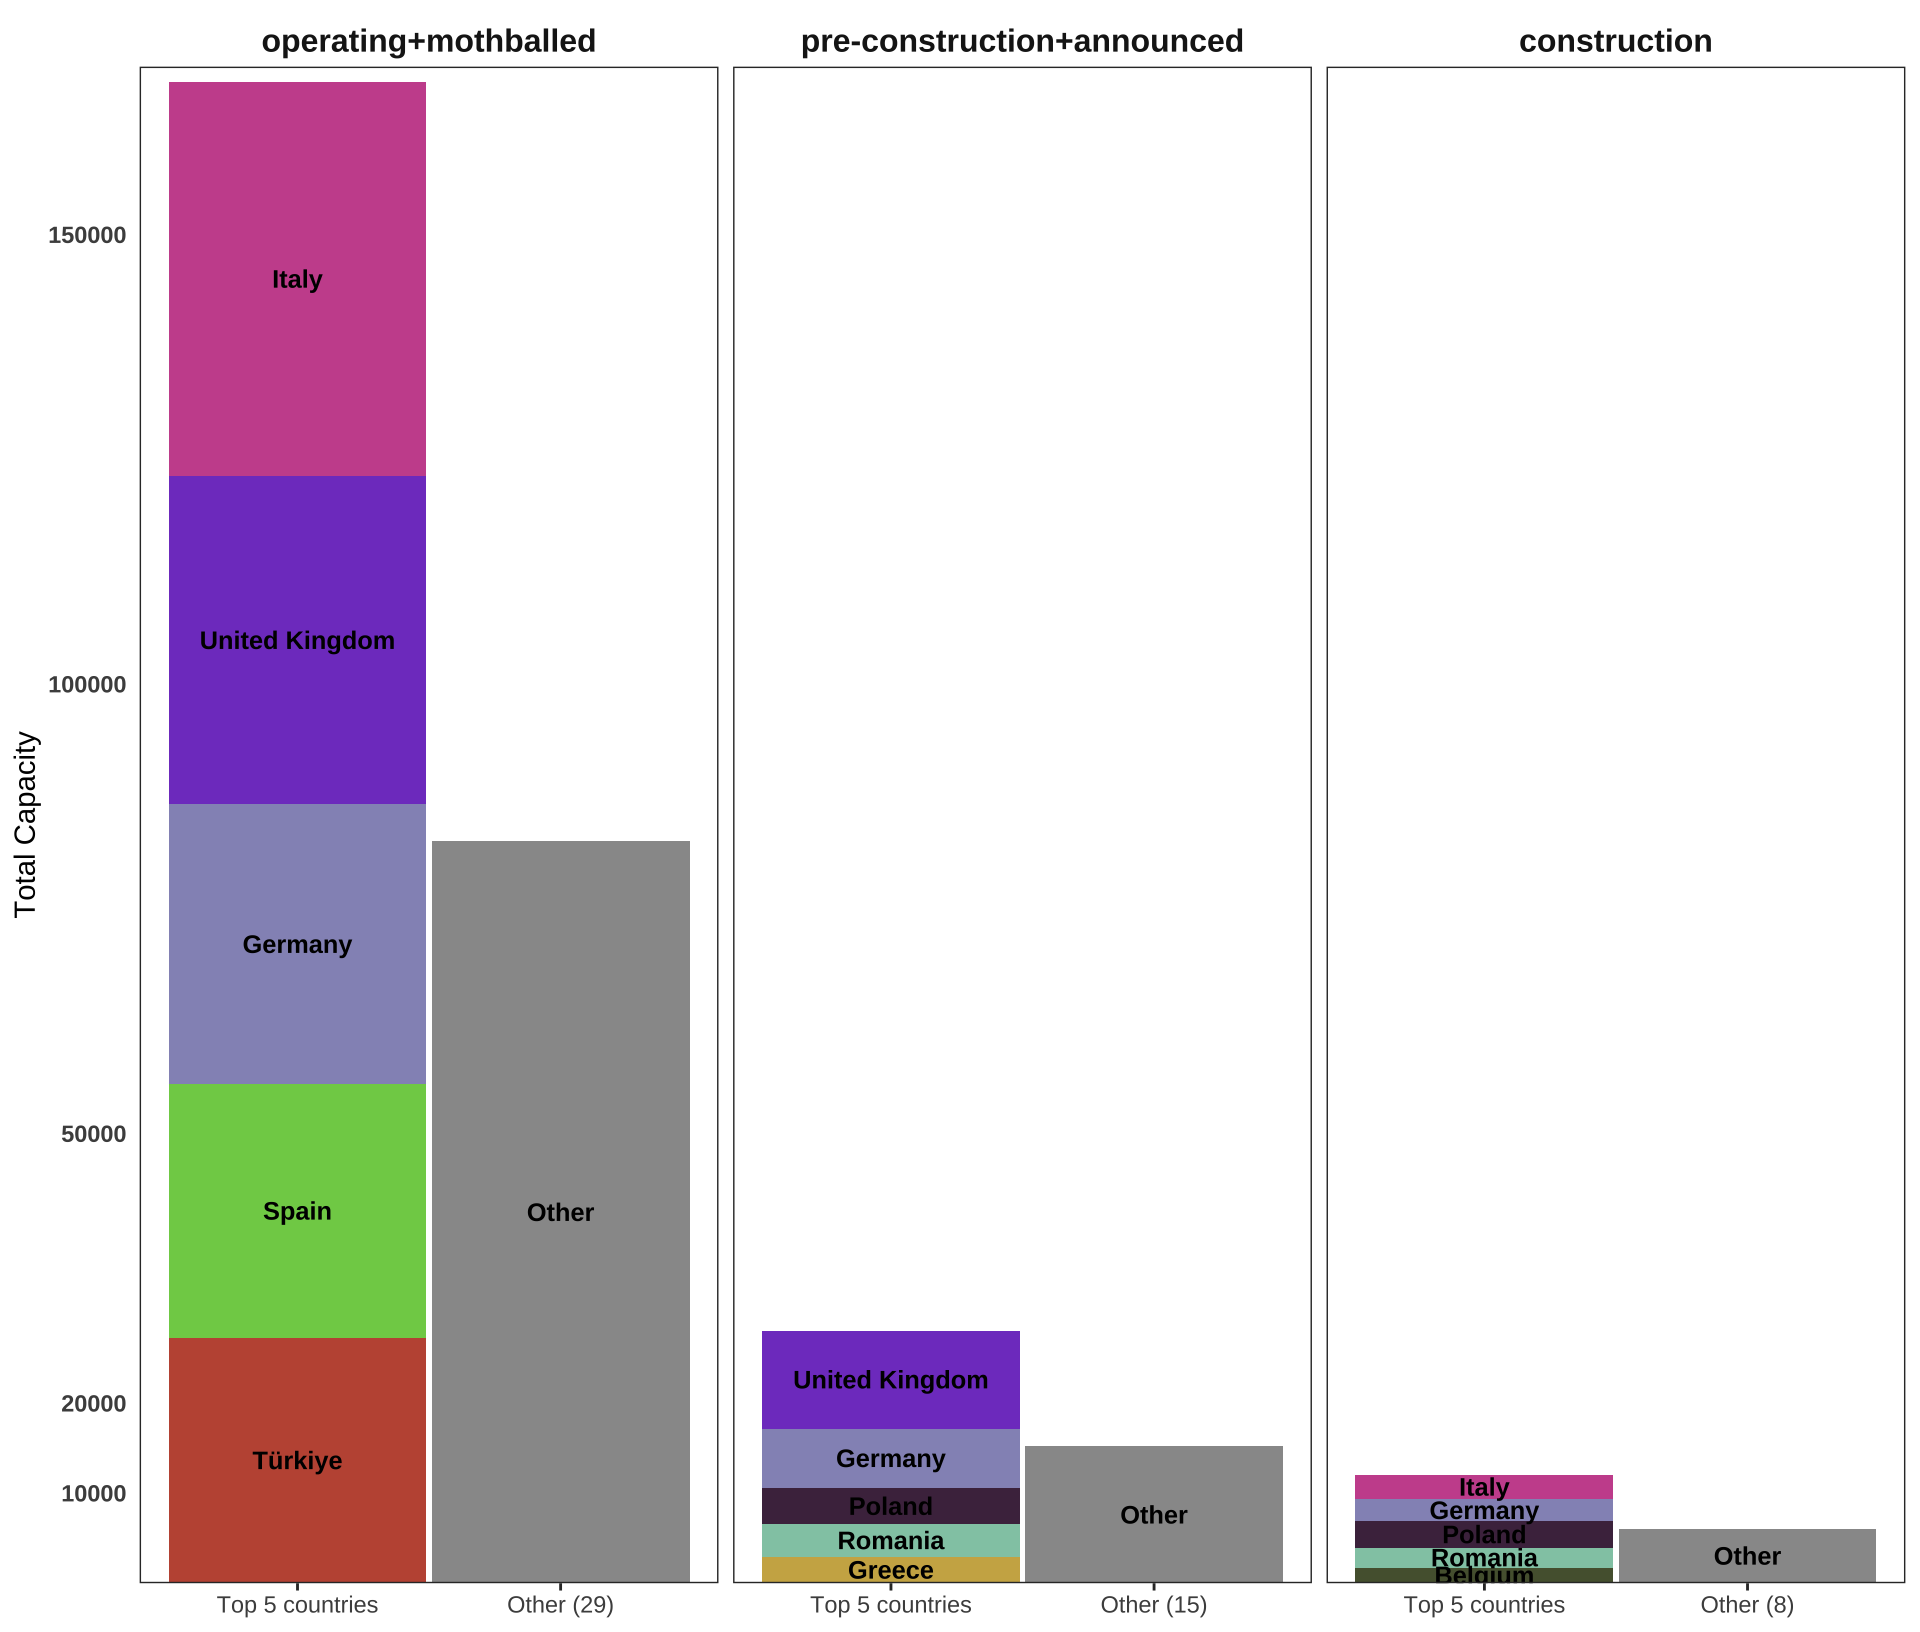 operating+mothballed
pre-construction+announced
construction
Total Capacity
150000
100000
50000
20000
10000
Italy
United Kingdom
Germany
Spain
Türkiye
Other
Top 5 countries
Other (29)
United Kingdom
Germany
Poland
Romania
Greece
Other
Top 5 countries
Other (15)
Italy
Germany
Poland
Romania
Belgium
Other
Top 5 countries
Other (8)